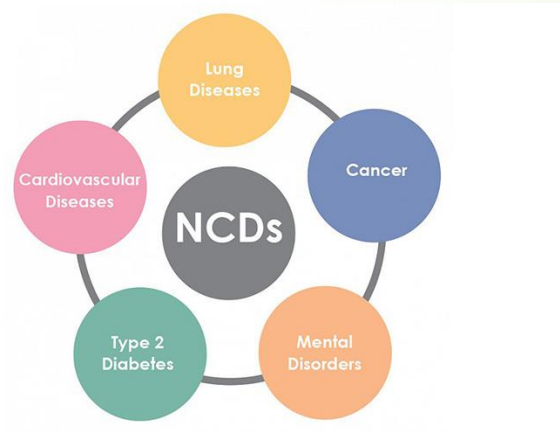 Lung
Diseases
Cardiovascular
Diseases
Cancer
NCDs
Type 2
Diabetes
Mental
Disorders